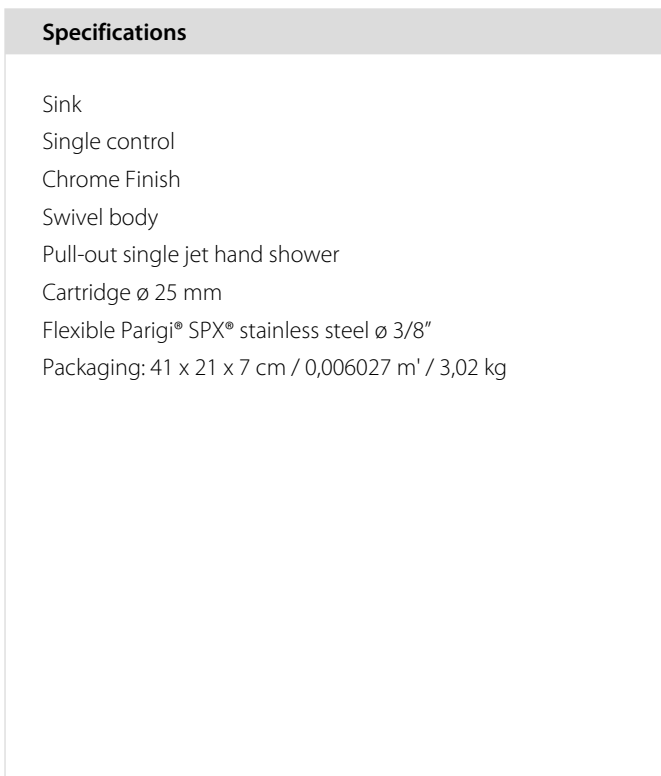 Specifications
Sink
Single control
Chrome Finish
Swivel body
Pull-out single jet hand shower
Cartridge ø 25 mm
Flexible Parigi® SPX® stainless steel ø 3/8”
Packaging: 41 x 21 x 7 cm / 0,006027 m' / 3,02 kg